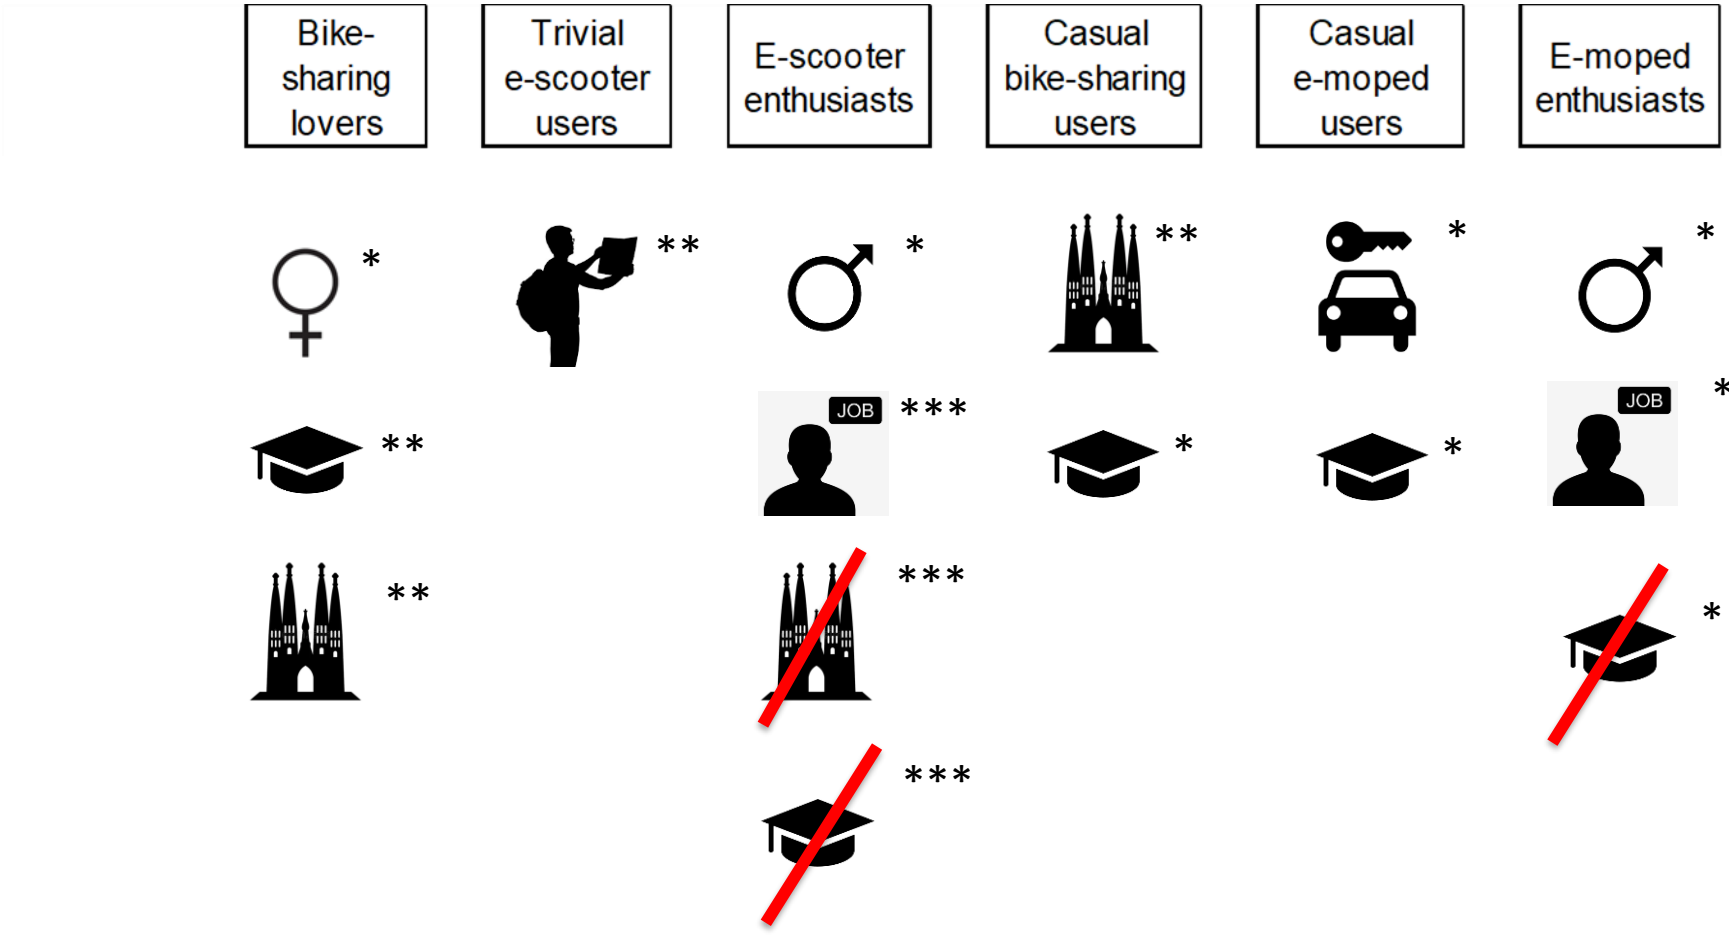 Bike-
sharing
lovers
Trivial
e-scooter
users
E-scooter
enthusiasts
Casual
bike-sharing
users
Casual
e-moped
users
E-moped
enthusiasts
*
**
*
**
*
*
**
JOB
***
*
*
JOB
*
**
***
*
***